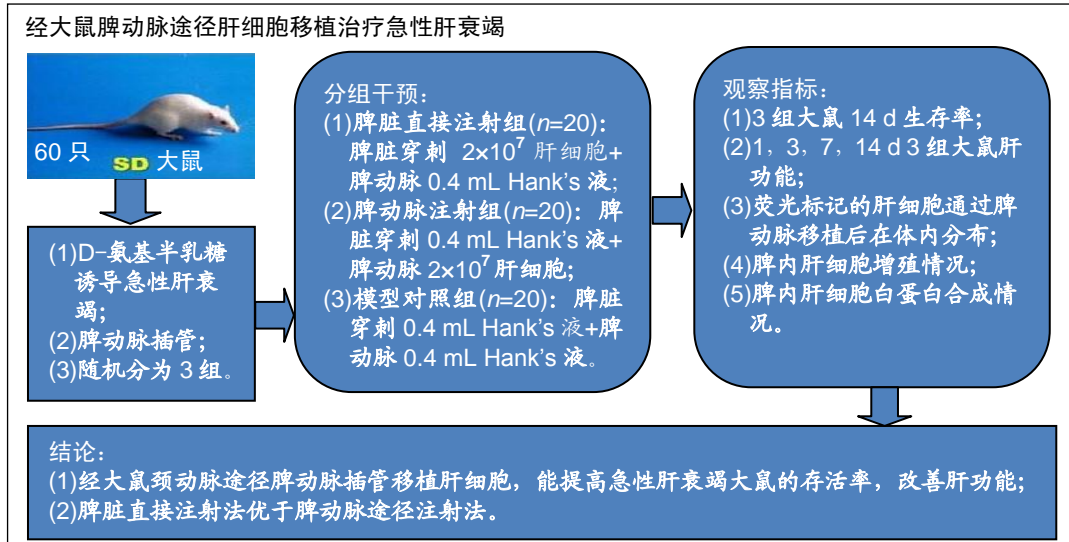 经大鼠脾动脉途径肝细胞移植治疗急性肝衰竭
60 只
SD 大鼠
(1)D-氨基半乳糖
诱导急性肝衰
竭；
(2)脾动脉插管；
(3)随机分为 3 组。
分组干预：
(1)脾脏直接注射组(n=20)：
脾脏穿刺 2×10⁷ 肝细胞+
脾动脉 0.4 mL Hank's 液；
(2)脾动脉注射组(n=20)：脾
脏穿刺 0.4 mL Hank's 液+
脾动脉 2×10⁷ 肝细胞；
(3)模型对照组(n=20)：脾脏
穿刺 0.4 mL Hank's 液+脾
动脉 0.4 mL Hank's 液。
观察指标：
(1)3 组大鼠 14 d 生存率；
(2)1，3，7，14 d 3 组大鼠肝
功能；
(3)荧光标记的肝细胞通过脾
动脉移植后在体内分布；
(4)脾内肝细胞增殖情况；
(5)脾内肝细胞白蛋白合成情
况。
结论：
(1)经大鼠颈动脉途径脾动脉插管移植肝细胞，能提高急性肝衰竭大鼠的存活率，改善肝功能；
(2)脾脏直接注射法优于脾动脉途径注射法。